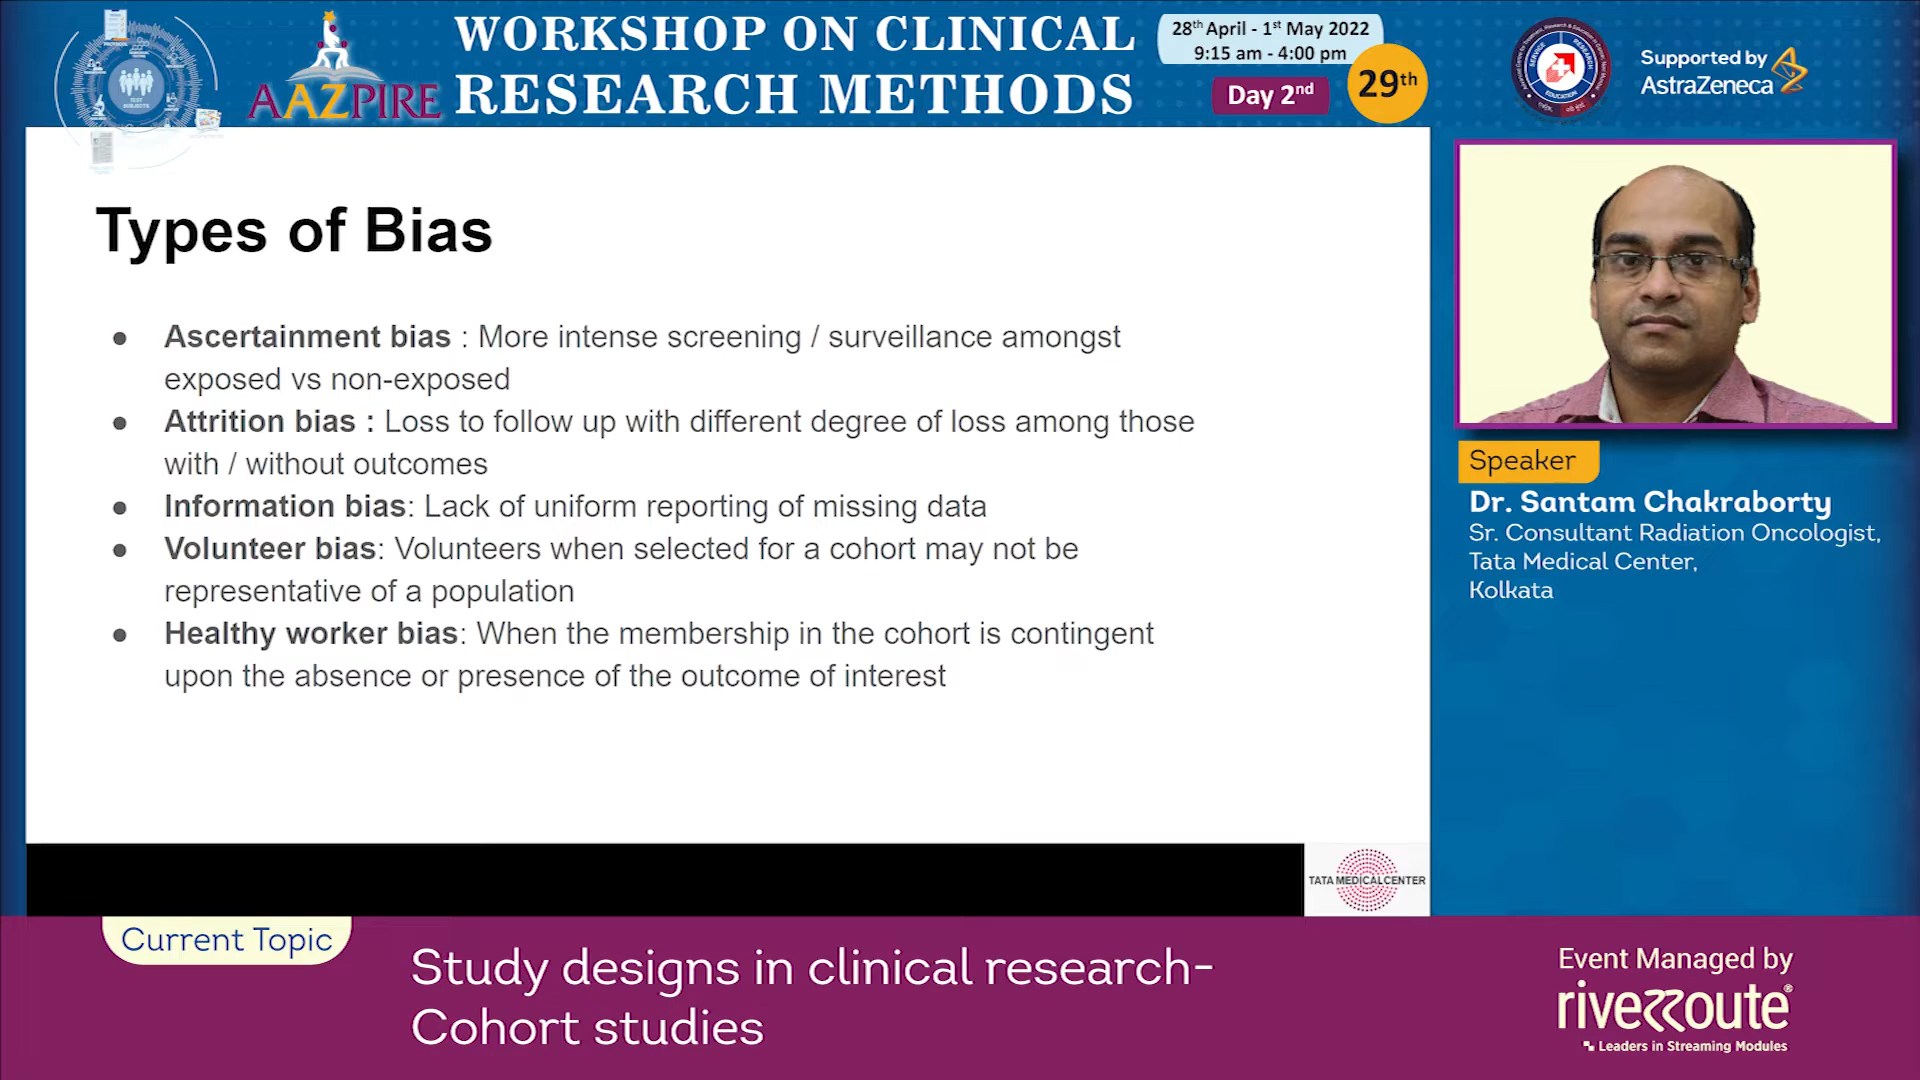 AAZPIRE
WORKSHOP ON CLINICAL
RESEARCH METHODS
28th April - 1st May 2022
9:15 am - 4:00 pm
Day 2nd
29th
SERVICE
RESEARCH
EDUCATION
Supported by
AstraZeneca
TEST
SUBJECTS
Types of Bias
● Ascertainment bias : More intense screening / surveillance amongst
exposed vs non-exposed
● Attrition bias : Loss to follow up with different degree of loss among those
with / without outcomes
● Information bias: Lack of uniform reporting of missing data
● Volunteer bias: Volunteers when selected for a cohort may not be
representative of a population
● Healthy worker bias: When the membership in the cohort is contingent
upon the absence or presence of the outcome of interest
TATA MEDICAL CENTER
Speaker
Dr. Santam Chakraborty
Sr. Consultant Radiation Oncologist,
Tata Medical Center,
Kolkata
Current Topic
Study designs in clinical research-
Cohort studies
Event Managed by
riverroute®
Leaders in Streaming Modules